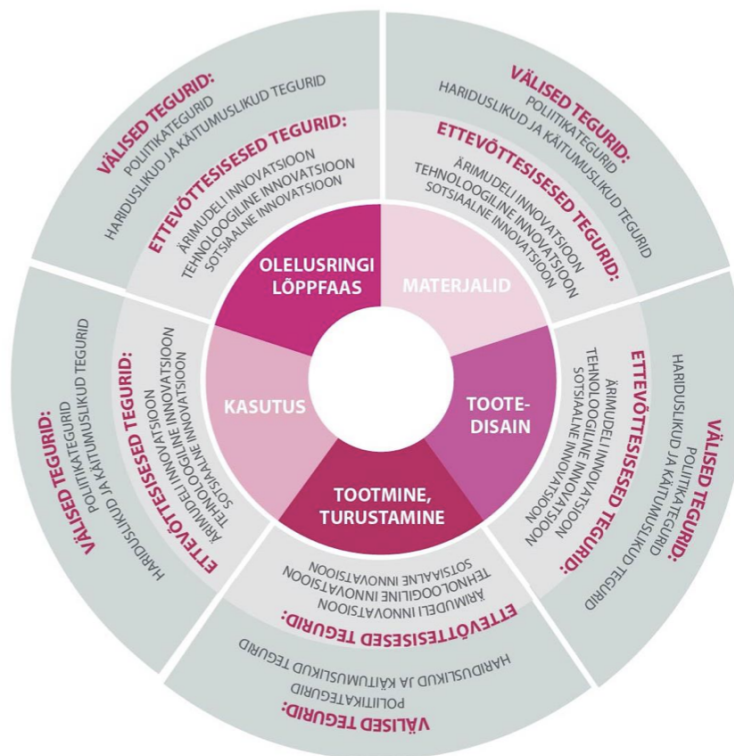 VÄLISED TEGURID:
POLIITIKATEGURID
HARIDUSLIKUD JA KÄITUMUSLIKUD TEGURID
ETTEVÕTTESISESED TEGURID:
ÄRIMUDELI INNOVATSIOON
TEHNOLOOGILINE INNOVATSIOON
SOTSIAALNE INNOVATSIOON
OLELUSRINGI
LÕPPFAAS
VÄLISED TEGURID:
POLIITIKATEGURID
HARIDUSLIKUD JA KÄITUMUSLIKUD TEGURID
ETTEVÕTTESISESED TEGURID:
ÄRIMUDELI INNOVATSIOON
TEHNOLOOGILINE INNOVATSIOON
SOTSIAALNE INNOVATSIOON
MATERJALID
VÄLISED TEGURID:
POLIITIKATEGURID
HARIDUSLIKUD JA KÄITUMUSLIKUD TEGURID
ETTEVÕTTESISESED TEGURID:
ÄRIMUDELI INNOVATSIOON
TEHNOLOOGILINE INNOVATSIOON
SOTSIAALNE INNOVATSIOON
TOOTE-
DISAIN
VÄLISED TEGURID:
POLIITIKATEGURID
HARIDUSLIKUD JA KÄITUMUSLIKUD TEGURID
ETTEVÕTTESISESED TEGURID:
ÄRIMUDELI INNOVATSIOON
TEHNOLOOGILINE INNOVATSIOON
SOTSIAALNE INNOVATSIOON
TOOTMINE,
TURUSTAMINE
VÄLISED TEGURID:
POLIITIKATEGURID
HARIDUSLIKUD JA KÄITUMUSLIKUD TEGURID
ETTEVÕTTESISESED TEGURID:
ÄRIMUDELI INNOVATSIOON
TEHNOLOOGILINE INNOVATSIOON
SOTSIAALNE INNOVATSIOON
KASUTUS